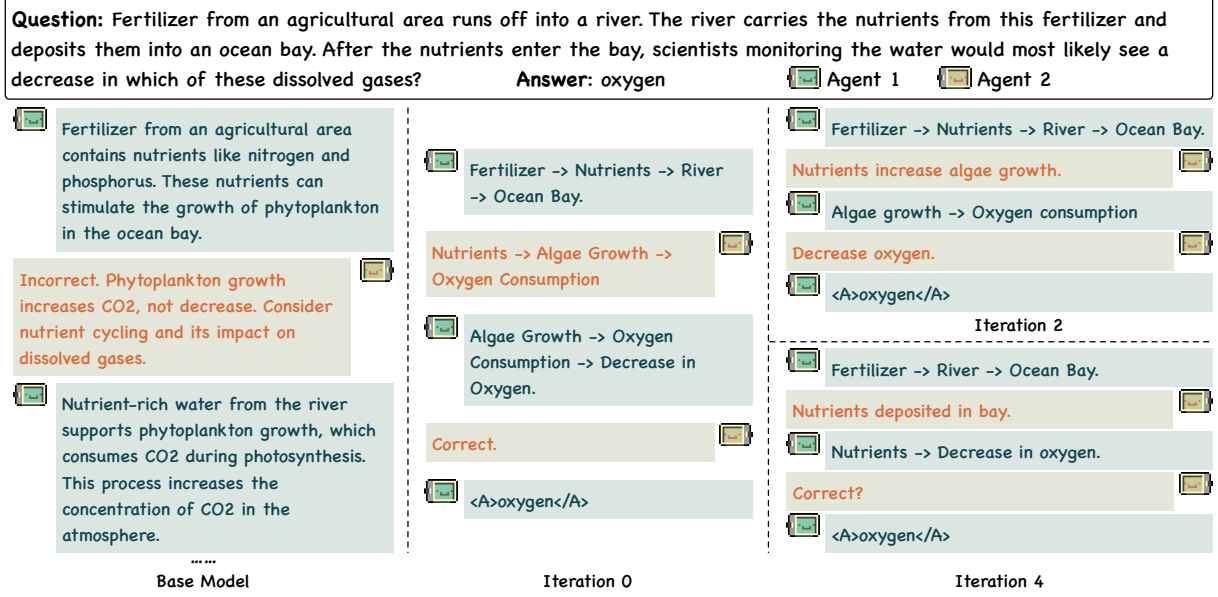 Question: Fertilizer from an agricultural area runs off into a river. The river carries the nutrients from this fertilizer and
deposits them into an ocean bay. After the nutrients enter the bay, scientists monitoring the water would most likely see a
decrease in which of these dissolved gases?
Answer: oxygen
Agent 1
Agent 2
Fertilizer from an agricultural area
contains nutrients like nitrogen and
phosphorus. These nutrients can
stimulate the growth of phytoplankton
in the ocean bay.
Incorrect. Phytoplankton growth
increases CO2, not decrease. Consider
nutrient cycling and its impact on
dissolved gases.
Nutrient-rich water from the river
supports phytoplankton growth, which
consumes CO2 during photosynthesis.
This process increases the
concentration of CO2 in the
atmosphere.
......
Base Model
Fertilizer -> Nutrients -> River
-> Ocean Bay.
Nutrients -> Algae Growth ->
Oxygen Consumption
Algae Growth -> Oxygen
Consumption -> Decrease in
Oxygen.
Correct.
<A>oxygen</A>
Iteration 0
Fertilizer -> Nutrients -> River -> Ocean Bay.
Nutrients increase algae growth.
Algae growth -> Oxygen consumption
Decrease oxygen.
<A>oxygen</A>
Iteration 2
Fertilizer -> River -> Ocean Bay.
Nutrients deposited in bay.
Nutrients -> Decrease in oxygen.
Correct?
<A>oxygen</A>
Iteration 4